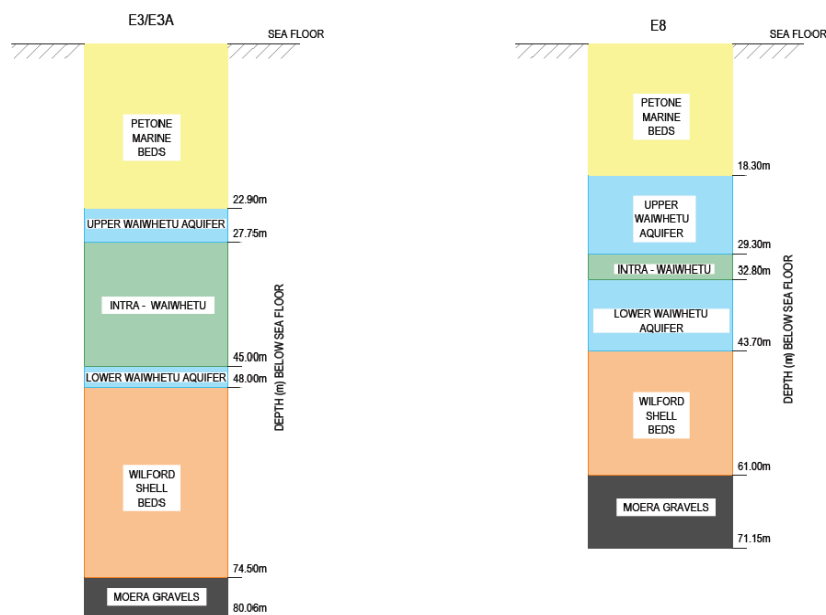 E3/E3A
SEA FLOOR
PETONE
MARINE
BEDS
22.90m
UPPER WAIWHETU AQUIFER
27.75m
INTRA - WAIWHETU
45.00m
LOWER WAIWHETU AQUIFER
48.00m
WILFORD
SHELL
BEDS
74.50m
MOERA GRAVELS
80.06m
DEPTH (m) BELOW SEA FLOOR
E8
SEA FLOOR
PETONE
MARINE
BEDS
18.30m
UPPER
WAIWHETU
AQUIFER
29.30m
INTRA - WAIWHETU
32.80m
LOWER WAIWHETU
AQUIFER
43.70m
WILFORD
SHELL
BEDS
61.00m
MOERA GRAVELS
71.15m
DEPTH (m) BELOW SEA FLOOR